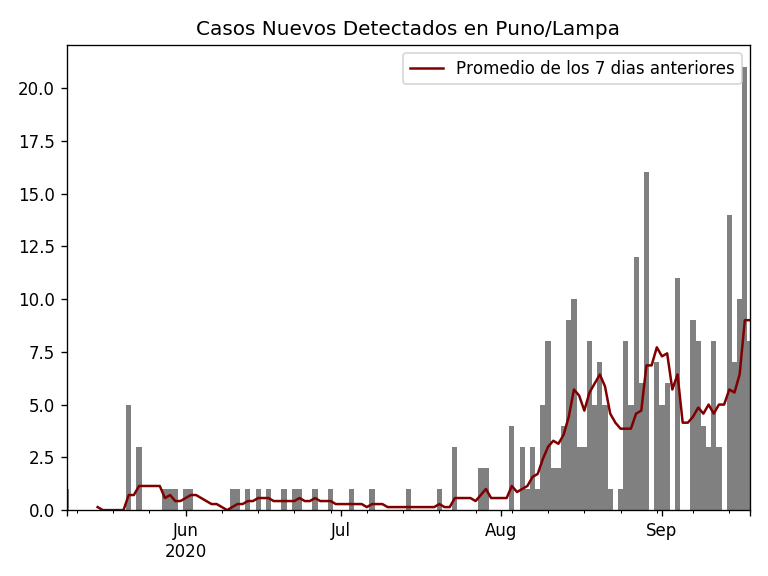 Casos Nuevos Detectados en Puno/Lampa
Promedio de los 7 dias anteriores
20.0
17.5
15.0
12.5
10.0
7.5
5.0
2.5
0.0
Jun
2020
Jul
Aug
Sep